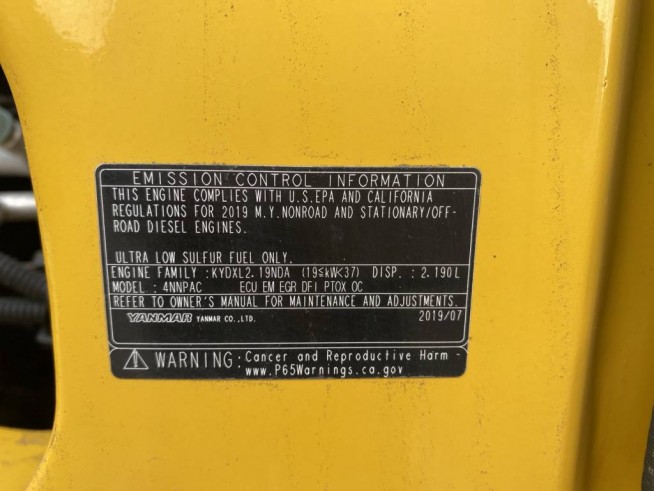 EMISSION CONTROL INFORMATION
THIS ENGINE COMPLIES WITH U.S.EPA AND CALIFORNIA
REGULATIONS FOR 2019 M.Y.NONROAD AND STATIONARY/OFF-
ROAD DIESEL ENGINES.
ULTRA LOW SULFUR FUEL ONLY.
ENGINE FAMILY :KYDXL2.19NDA (19≤kW<37) DISP. :2.190L
MODEL : 4NNPAC ECU EM EGR DFI PTOX OC
REFER TO OWNER'S MANUAL FOR MAINTENANCE AND ADJUSTMENTS.
YANMAR YANMAR CO.,LTD. 2019/07
WARNING:Cancer and Reproductive Harm -
www.P65Warnings.ca.gov